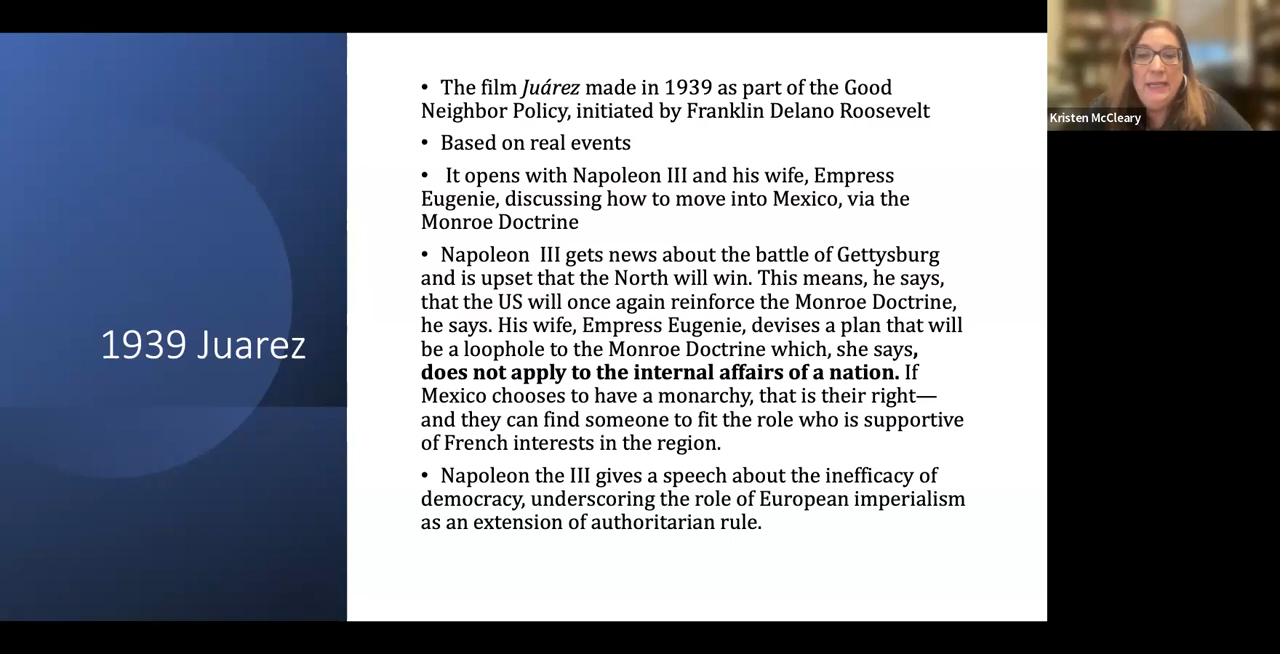 1939 Juarez
• The film Juárez made in 1939 as part of the Good
Neighbor Policy, initiated by Franklin Delano Roosevelt
• Based on real events
• It opens with Napoleon III and his wife, Empress
Eugenie, discussing how to move into Mexico, via the
Monroe Doctrine
• Napoleon III gets news about the battle of Gettysburg
and is upset that the North will win. This means, he says,
that the US will once again reinforce the Monroe Doctrine,
he says. His wife, Empress Eugenie, devises a plan that will
be a loophole to the Monroe Doctrine which, she says,
does not apply to the internal affairs of a nation. If
Mexico chooses to have a monarchy, that is their right—
and they can find someone to fit the role who is supportive
of French interests in the region.
• Napoleon the III gives a speech about the inefficacy of
democracy, underscoring the role of European imperialism
as an extension of authoritarian rule.
Kristen McCleary